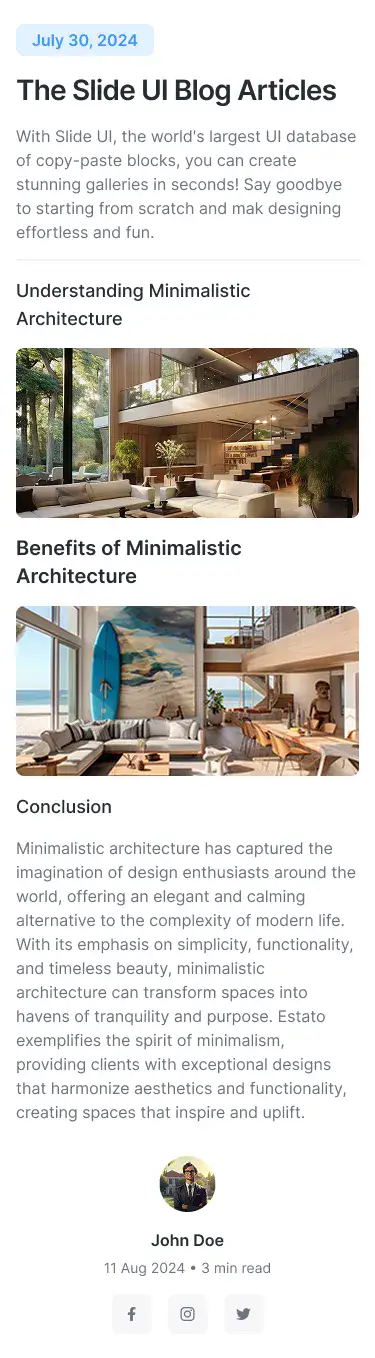 July 30, 2024
The Slide UI Blog Articles
With Slide UI, the world's largest UI database
of copy-paste blocks, you can create
stunning galleries in seconds! Say goodbye
to starting from scratch and mak designing
effortless and fun.
Understanding Minimalistic
Architecture
Benefits of Minimalistic
Architecture
Conclusion
Minimalistic architecture has captured the
imagination of design enthusiasts around the
world, offering an elegant and calming
alternative to the complexity of modern life.
With its emphasis on simplicity, functionality,
and timeless beauty, minimalistic
architecture can transform spaces into
havens of tranquility and purpose. Estato
exemplifies the spirit of minimalism,
providing clients with exceptional designs
that harmonize aesthetics and functionality,
creating spaces that inspire and uplift.
John Doe
11 Aug 2024 • 3 min read